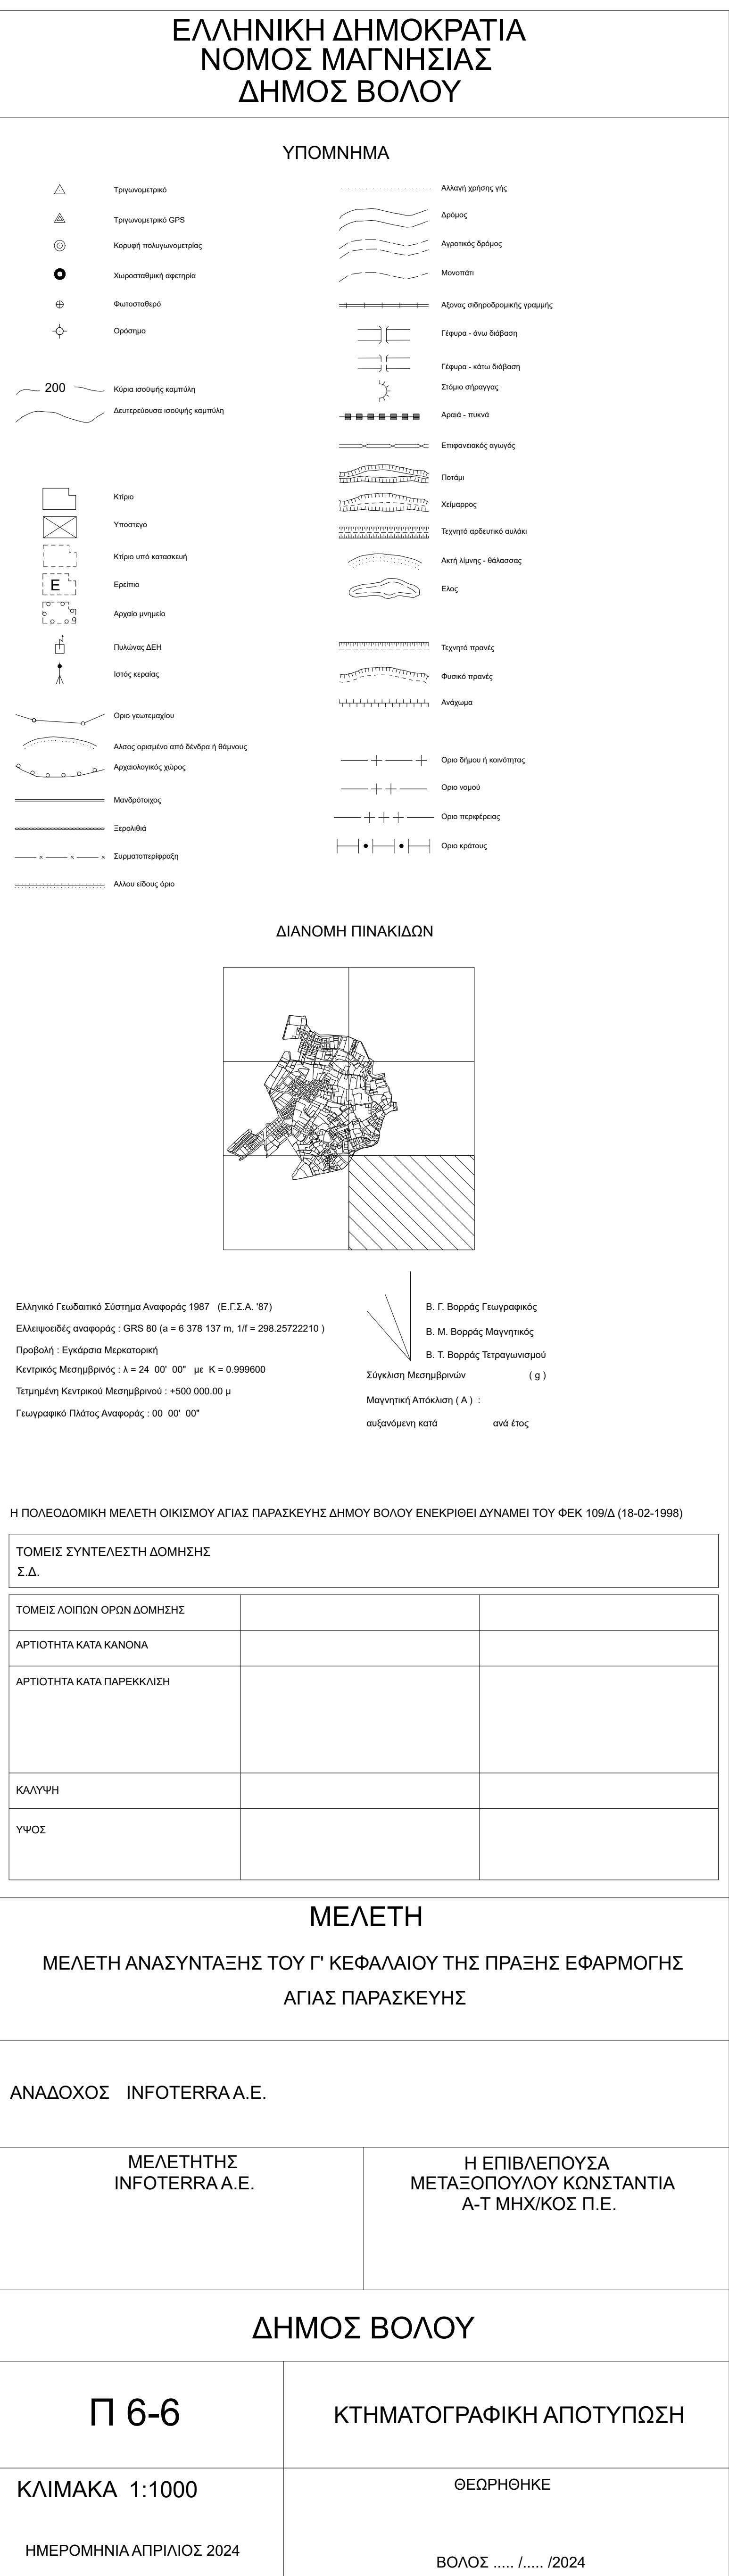 ΕΛΛΗΝΙΚΗ ΔΗΜΟΚΡΑΤΙΑ
ΝΟΜΟΣ ΜΑΓΝΗΣΙΑΣ
ΔΗΜΟΣ ΒΟΛΟΥ
ΥΠΟΜΝΗΜΑ
Τριγωνομετρικό
Τριγωνομετρικό GPS
Κορυφή πολυγωνομετρίας
Χωροσταθμική αφετηρία
Φωτοσταθερό
Ορόσημο
200
Κύρια ισοϋψής καμπύλη
Δευτερεύουσα ισοϋψής καμπύλη
Κτίριο
Υποστεγο
Κτίριο υπό κατασκευή
Ε
Ερείπιο
Αρχαίο μνημείο
Πυλώνας ΔΕΗ
Ιστός κεραίας
Οριο γεωτεμαχίου
Αλσος ορισμένο από δένδρα ή θάμνους
Αρχαιολογικός χώρος
Μανδρότοιχος
Ξερολιθιά
Συρματοπερίφραξη
Αλλου είδους όριο
Αλλαγή χρήσης γής
Δρόμος
Αγροτικός δρόμος
Μονοπάτι
Αξονας σιδηροδρομικής γραμμής
Γέφυρα - άνω διάβαση
Γέφυρα - κάτω διάβαση
Στόμιο σήραγγας
Αραιά - πυκνά
Επιφανειακός αγωγός
Ποτάμι
Χείμαρρος
Τεχνητό αρδευτικό αυλάκι
Ακτή λίμνης - θάλασσας
Ελος
Τεχνητό πρανές
Φυσικό πρανές
Ανάχωμα
Οριο δήμου ή κοινότητας
Οριο νομού
Οριο περιφέρειας
Οριο κράτους
ΔΙΑΝΟΜΗ ΠΙΝΑΚΙΔΩΝ
Ελληνικό Γεωδαιτικό Σύστημα Αναφοράς 1987 (Ε.Γ.Σ.Α. '87)
Ελλειψοειδές αναφοράς : GRS 80 (a = 6 378 137 m, 1/f = 298.25722210 )
Προβολή : Εγκάρσια Μερκατορική
Κεντρικός Μεσημβρινός : λ = 24 00' 00" με Κ = 0.999600
Τετμημένη Κεντρικού Μεσημβρινού : +500 000.00 μ
Γεωγραφικό Πλάτος Αναφοράς : 00 00' 00"
Β. Γ. Βορράς Γεωγραφικός
Β. Μ. Βορράς Μαγνητικός
Β. Τ. Βορράς Τετραγωνισμού
Σύγκλιση Μεσημβρινών ( g )
Μαγνητική Απόκλιση ( Α ) :
αυξανόμενη κατά ανά έτος
Η ΠΟΛΕΟΔΟΜΙΚΗ ΜΕΛΕΤΗ ΟΙΚΙΣΜΟΥ ΑΓΙΑΣ ΠΑΡΑΣΚΕΥΗΣ ΔΗΜΟΥ ΒΟΛΟΥ ΕΝΕΚΡΙΘΕΙ ΔΥΝΑΜΕΙ ΤΟΥ ΦΕΚ 109/Δ (18-02-1998)
ΤΟΜΕΙΣ ΣΥΝΤΕΛΕΣΤΗ ΔΟΜΗΣΗΣ
Σ.Δ.
ΤΟΜΕΙΣ ΛΟΙΠΩΝ ΟΡΩΝ ΔΟΜΗΣΗΣ
ΑΡΤΙΟΤΗΤΑ ΚΑΤΑ ΚΑΝΟΝΑ
ΑΡΤΙΟΤΗΤΑ ΚΑΤΑ ΠΑΡΕΚΚΛΙΣΗ
ΚΑΛΥΨΗ
ΥΨΟΣ
ΜΕΛΕΤΗ
ΜΕΛΕΤΗ ΑΝΑΣΥΝΤΑΞΗΣ ΤΟΥ Γ' ΚΕΦΑΛΑΙΟΥ ΤΗΣ ΠΡΑΞΗΣ ΕΦΑΡΜΟΓΗΣ
ΑΓΙΑΣ ΠΑΡΑΣΚΕΥΗΣ
ΑΝΑΔΟΧΟΣ INFOTERRA A.E.
ΜΕΛΕΤΗΤΗΣ
INFOTERRA A.E.
Η ΕΠΙΒΛΕΠΟΥΣΑ
ΜΕΤΑΞΟΠΟΥΛΟΥ ΚΩΝΣΤΑΝΤΙΑ
Α-Τ ΜΗΧ/ΚΟΣ Π.Ε.
ΔΗΜΟΣ ΒΟΛΟΥ
Π 6-6
ΚΤΗΜΑΤΟΓΡΑΦΙΚΗ ΑΠΟΤΥΠΩΣΗ
ΚΛΙΜΑΚΑ 1:1000
ΗΜΕΡΟΜΗΝΙΑ ΑΠΡΙΛΙΟΣ 2024
ΘΕΩΡΗΘΗΚΕ
ΒΟΛΟΣ ..... /..... /2024